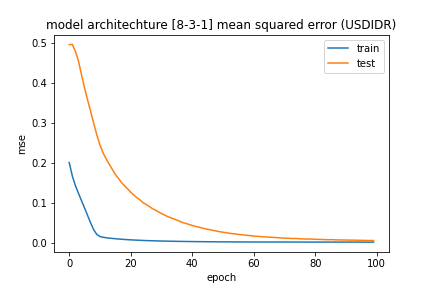 model architechture [8-3-1] mean squared error (USDIDR)
0.5
0.4
0.3
0.2
0.1
0.0
mse
train
test
0
20
40
60
80
100
epoch